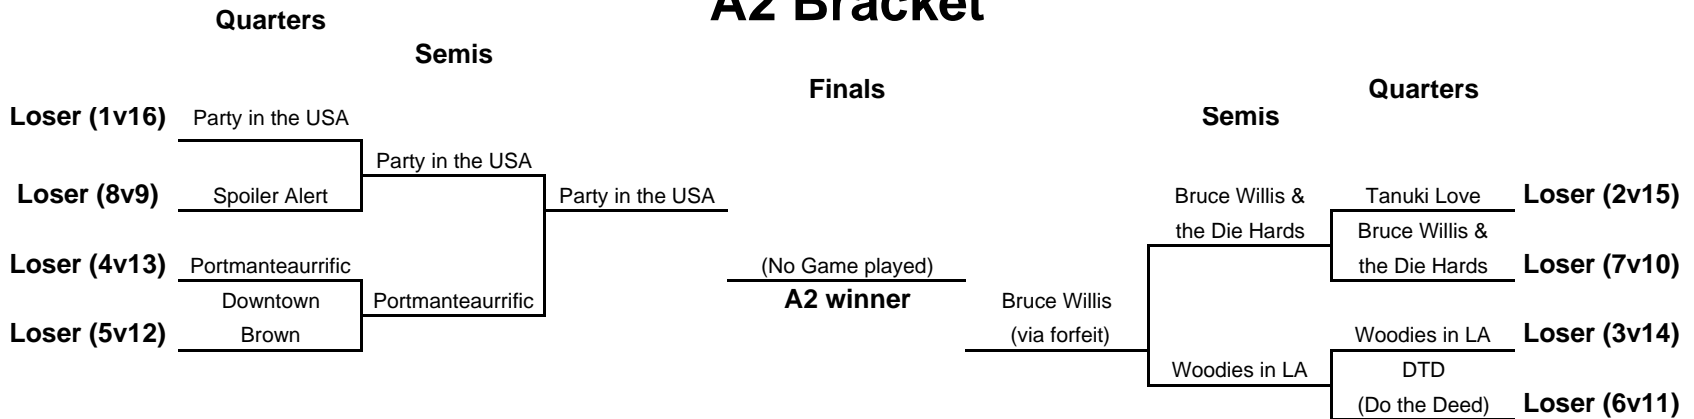 A2 Bracket
Quarters
Semis
Finals
Quarters
Semis
Loser (1v16) Party in the USA
Party in the USA
Loser (8v9) Spoiler Alert
Party in the USA
Bruce Willis &
the Die Hards
Tanuki Love Loser (2v15)
Bruce Willis &
the Die Hards Loser (7v10)
Loser (4v13) Portmanteaurrific
(No Game played)
A2 winner
Downtown
Brown
Loser (5v12)
Portmanteaurrific
Bruce Willis
(via forfeit)
Woodies in LA Loser (3v14)
Woodies in LA
DTD
(Do the Deed) Loser (6v11)